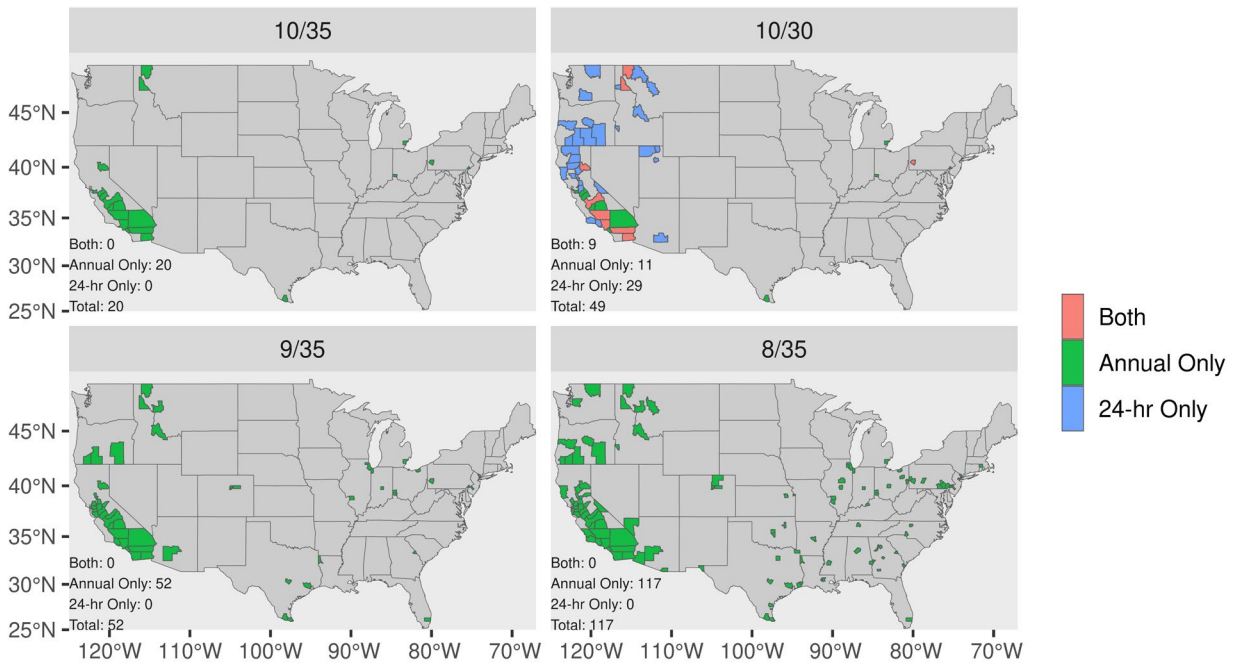 10/35
10/30
45°N
40°N
35°N
30°N
25°N
Both: 0
Annual Only: 20
24-hr Only: 0
Total: 20
Both: 9
Annual Only: 11
24-hr Only: 29
Total: 49
9/35
8/35
45°N
40°N
35°N
30°N
25°N
Both: 0
Annual Only: 52
24-hr Only: 0
Total: 52
Both: 0
Annual Only: 117
24-hr Only: 0
Total: 117
120°W 110°W 100°W 90°W 80°W 70°W
120°W 110°W 100°W 90°W 80°W 70°W
Both
Annual Only
24-hr Only